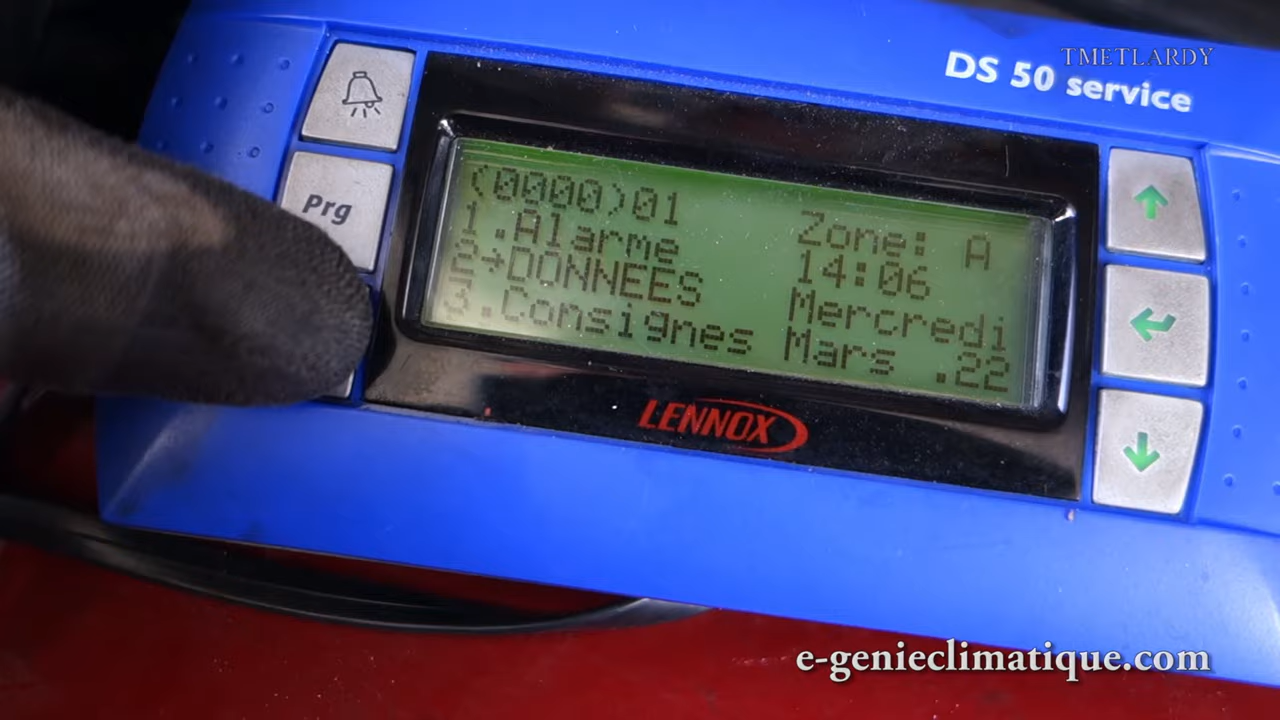 TMETLARDY
DS 50 service
Prg
(0000)01
1.Alarme Zone: A
2→DONNEES 14:06
3.Consignes Mercredi
Mars .22
LENNOX
e-genieclimatique.com